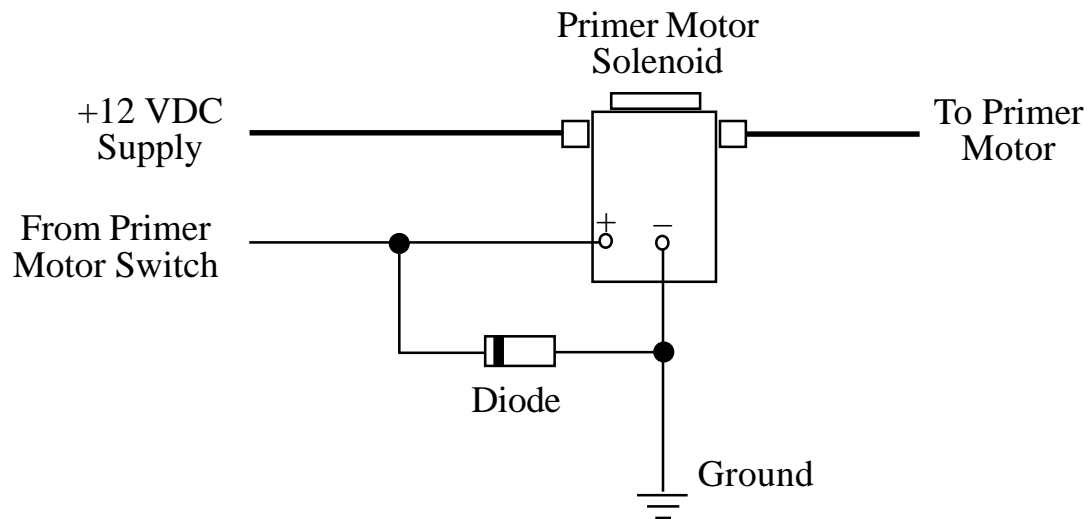 Primer Motor
Solenoid
+12 VDC
Supply
To Primer
Motor
From Primer
Motor Switch
+
−
Diode
Ground